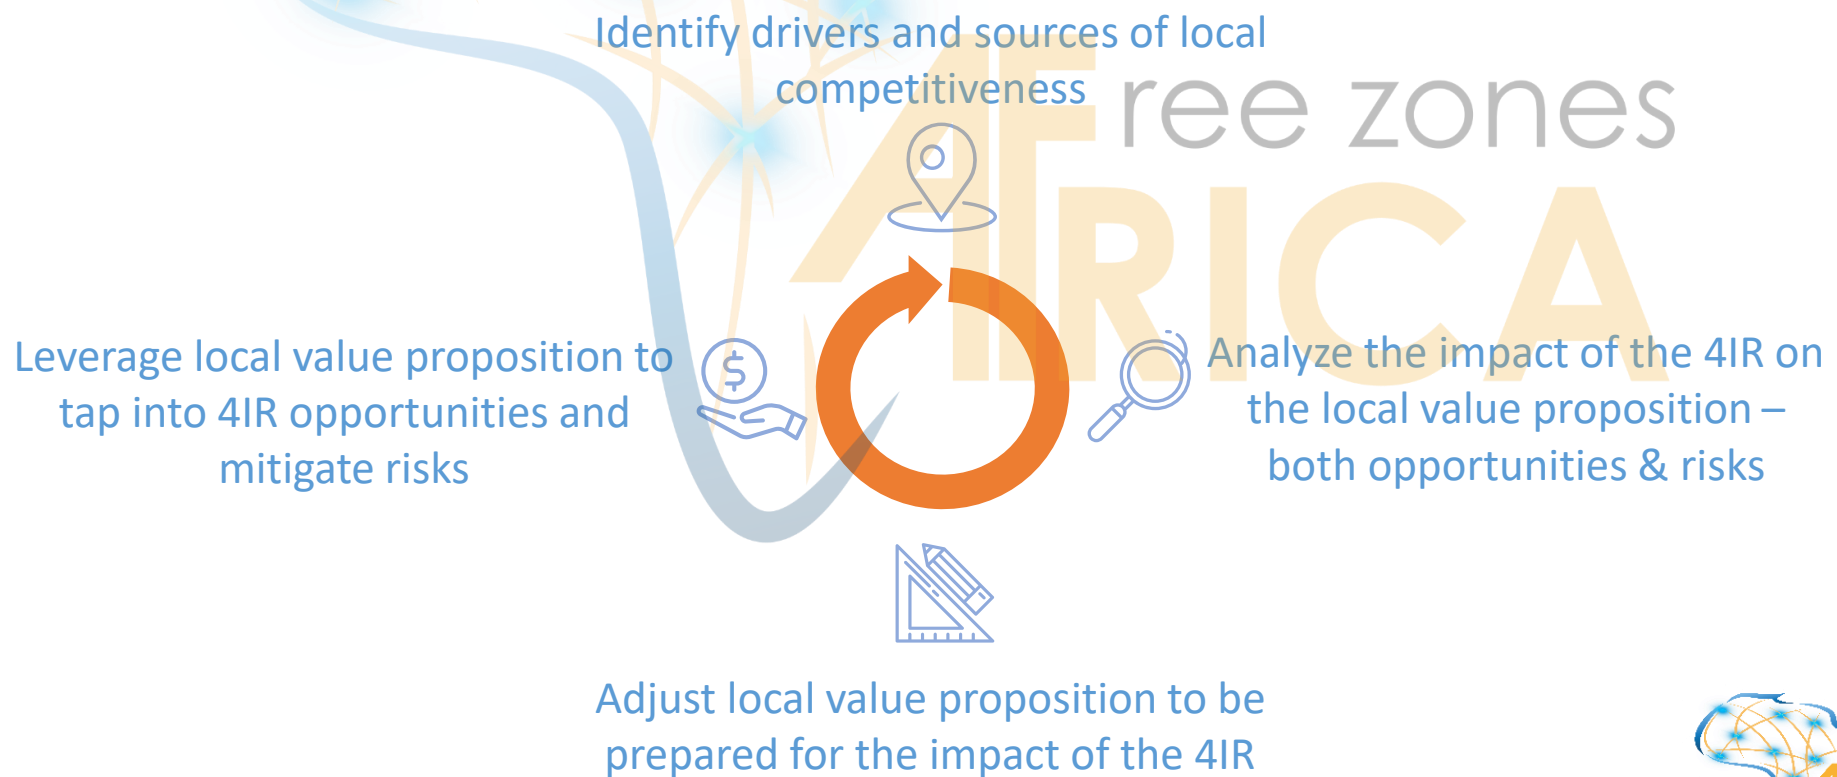 Identify drivers and sources of local
competitiveness
Free zones
AFRICA
$
Leverage local value proposition to
tap into 4IR opportunities and
mitigate risks
Analyze the impact of the 4IR on
the local value proposition –
both opportunities & risks
Adjust local value proposition to be
prepared for the impact of the 4IR